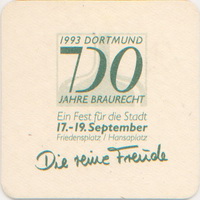 1993 DORTMUND
700
JAHRE BRAURECHT
Ein Fest für die Stadt
17.-19. September
Friedensplatz / Hansaplatz
Die reine Freude